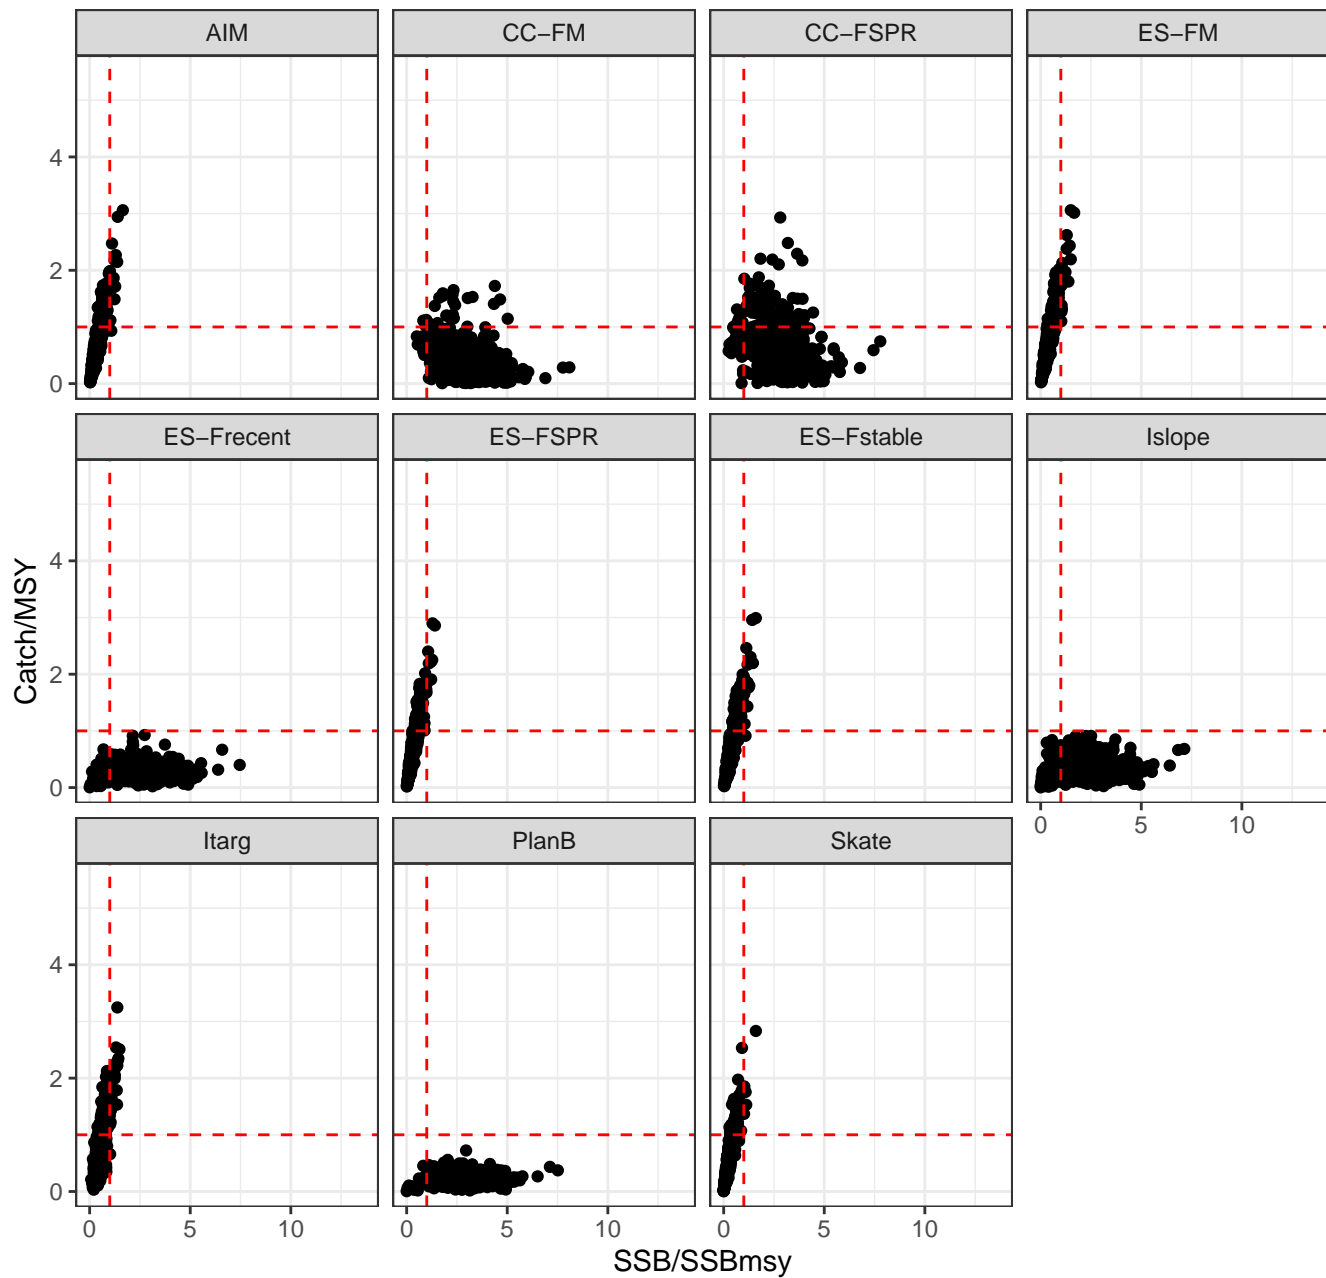 AIM
CC−FM
CC−FSPR
ES−FM
4
2
0
ES−Frecent
ES−FSPR
ES−Fstable
Islope
4
2
0
0 5 10
Itarg
PlanB
Skate
4
2
0
0 5 10
0 5 10
0 5 10
Catch/MSY
SSB/SSBmsy